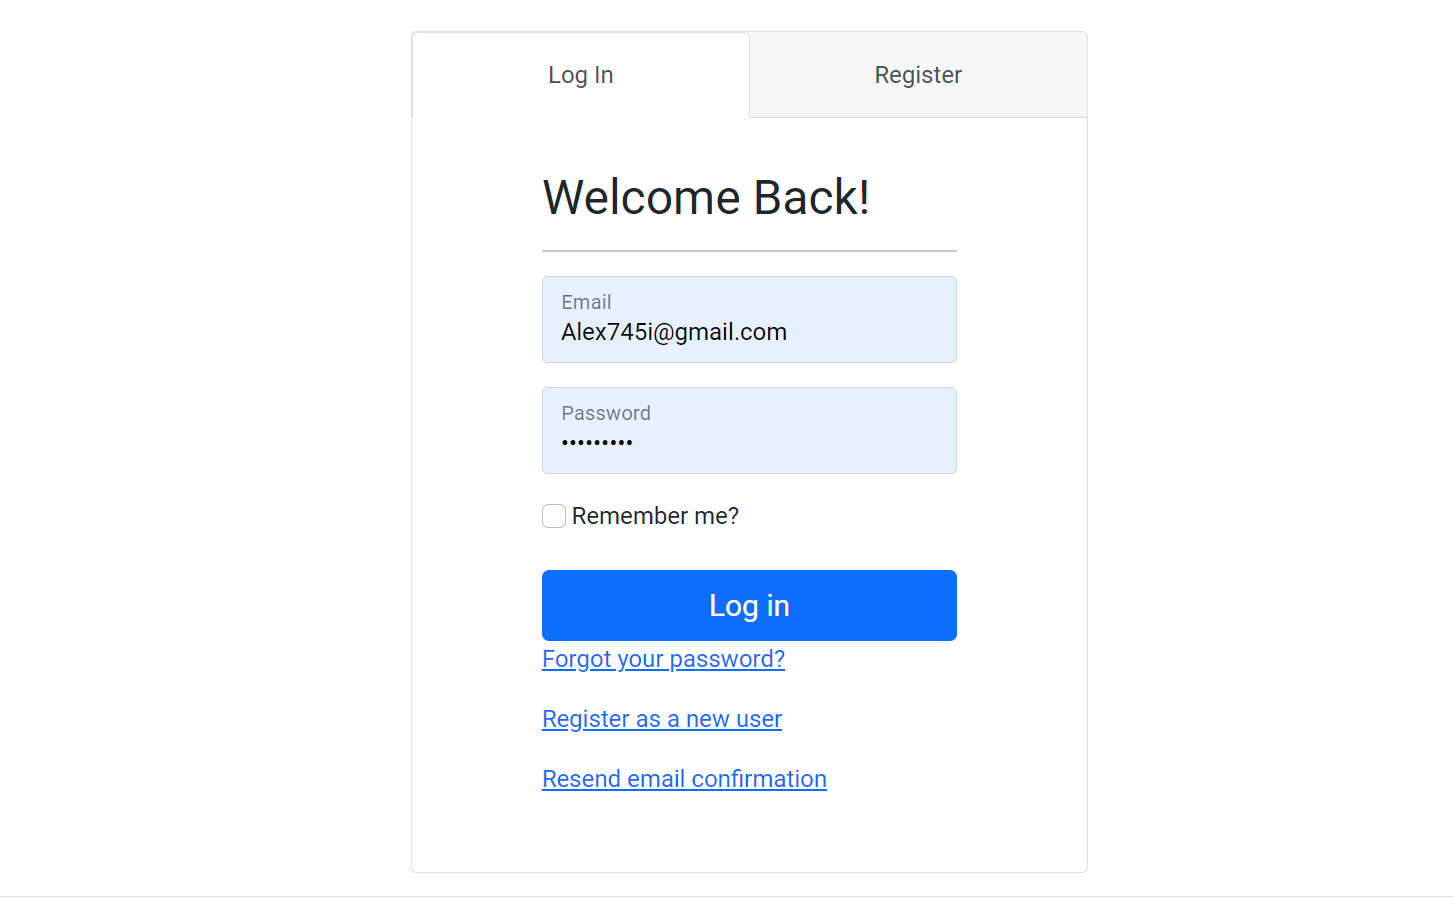 Log In
Register
Welcome Back!
Email
Alex745i@gmail.com
Password
•••••••••
Remember me?
Log in
Forgot your password?
Register as a new user
Resend email confirmation